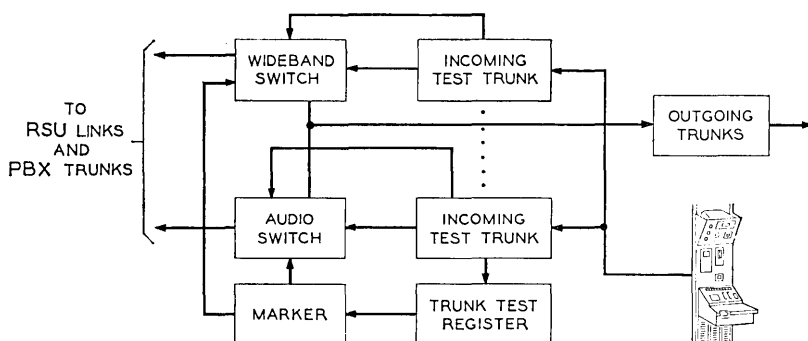 WIDEBAND
SWITCH
INCOMING
TEST TRUNK
TO
RSU LINKS
AND
PBX TRUNKS
OUTGOING
TRUNKS
AUDIO
SWITCH
INCOMING
TEST TRUNK
MARKER
TRUNK TEST
REGISTER